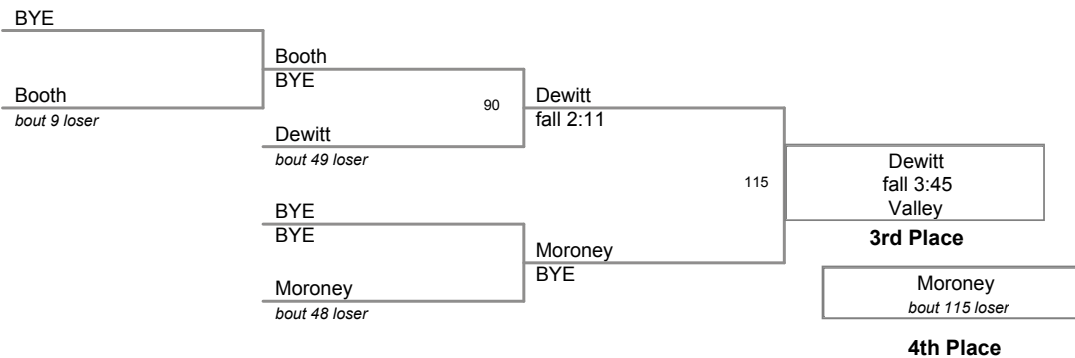 BYE
Booth
bout 9 loser
Booth
BYE
90
Dewitt
bout 49 loser
BYE
BYE
Moroney
bout 48 loser
Dewitt
fall 2:11
115
Moroney
BYE
Dewitt
fall 3:45
Valley
3rd Place
Moroney
bout 115 loser
4th Place